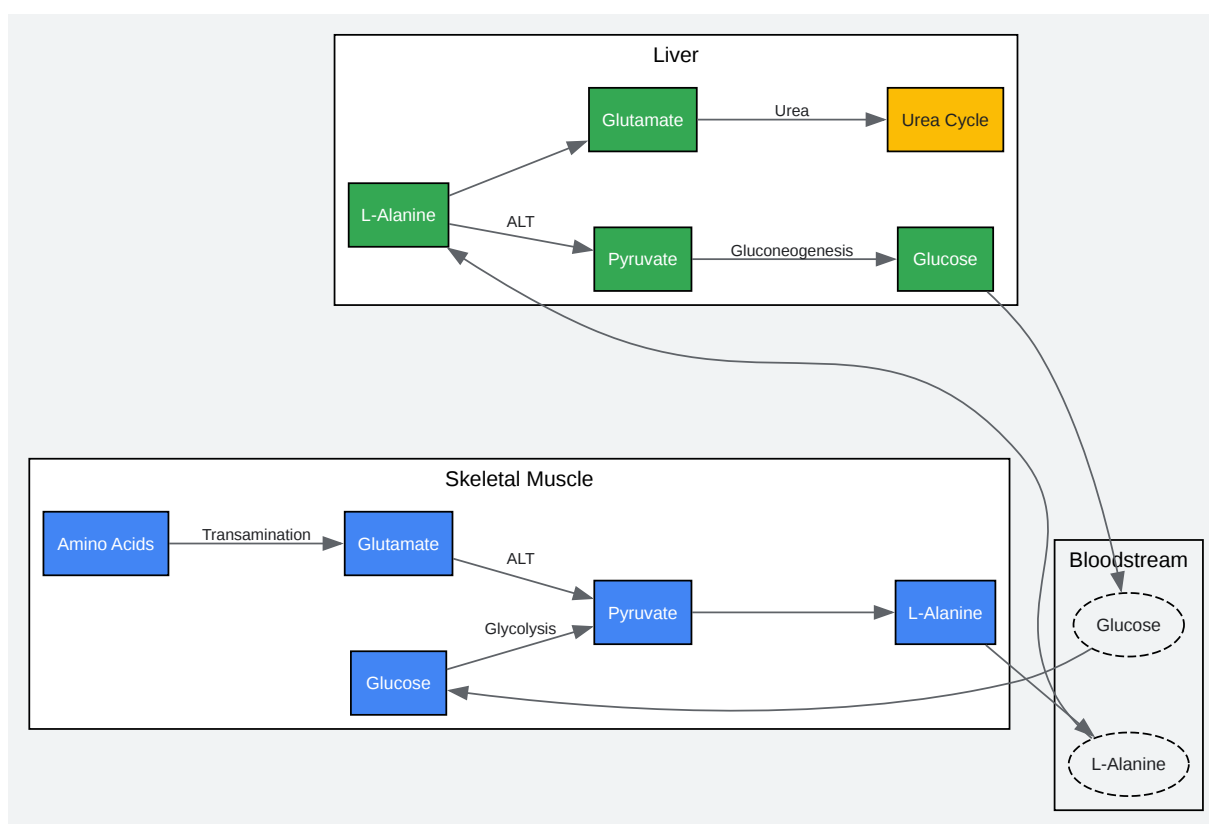 Liver
Glutamate
Urea
Urea Cycle
L-Alanine
ALT
Pyruvate
Gluconeogenesis
Glucose
Skeletal Muscle
Amino Acids
Transamination
Glutamate
ALT
Glycolysis
Pyruvate
L-Alanine
Glucose
Bloodstream
Glucose
L-Alanine